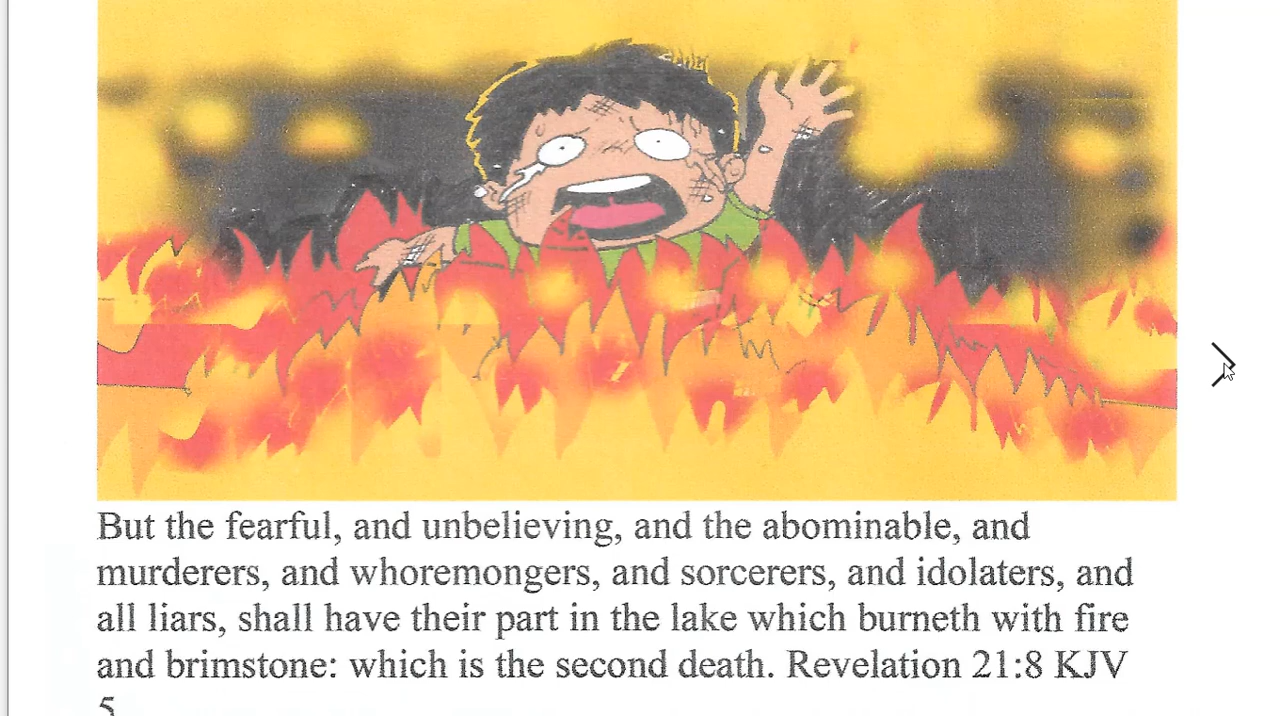 But the fearful, and unbelieving, and the abominable, and
murderers, and whoremongers, and sorcerers, and idolaters, and
all liars, shall have their part in the lake which burneth with fire
and brimstone: which is the second death. Revelation 21:8 KJV
5